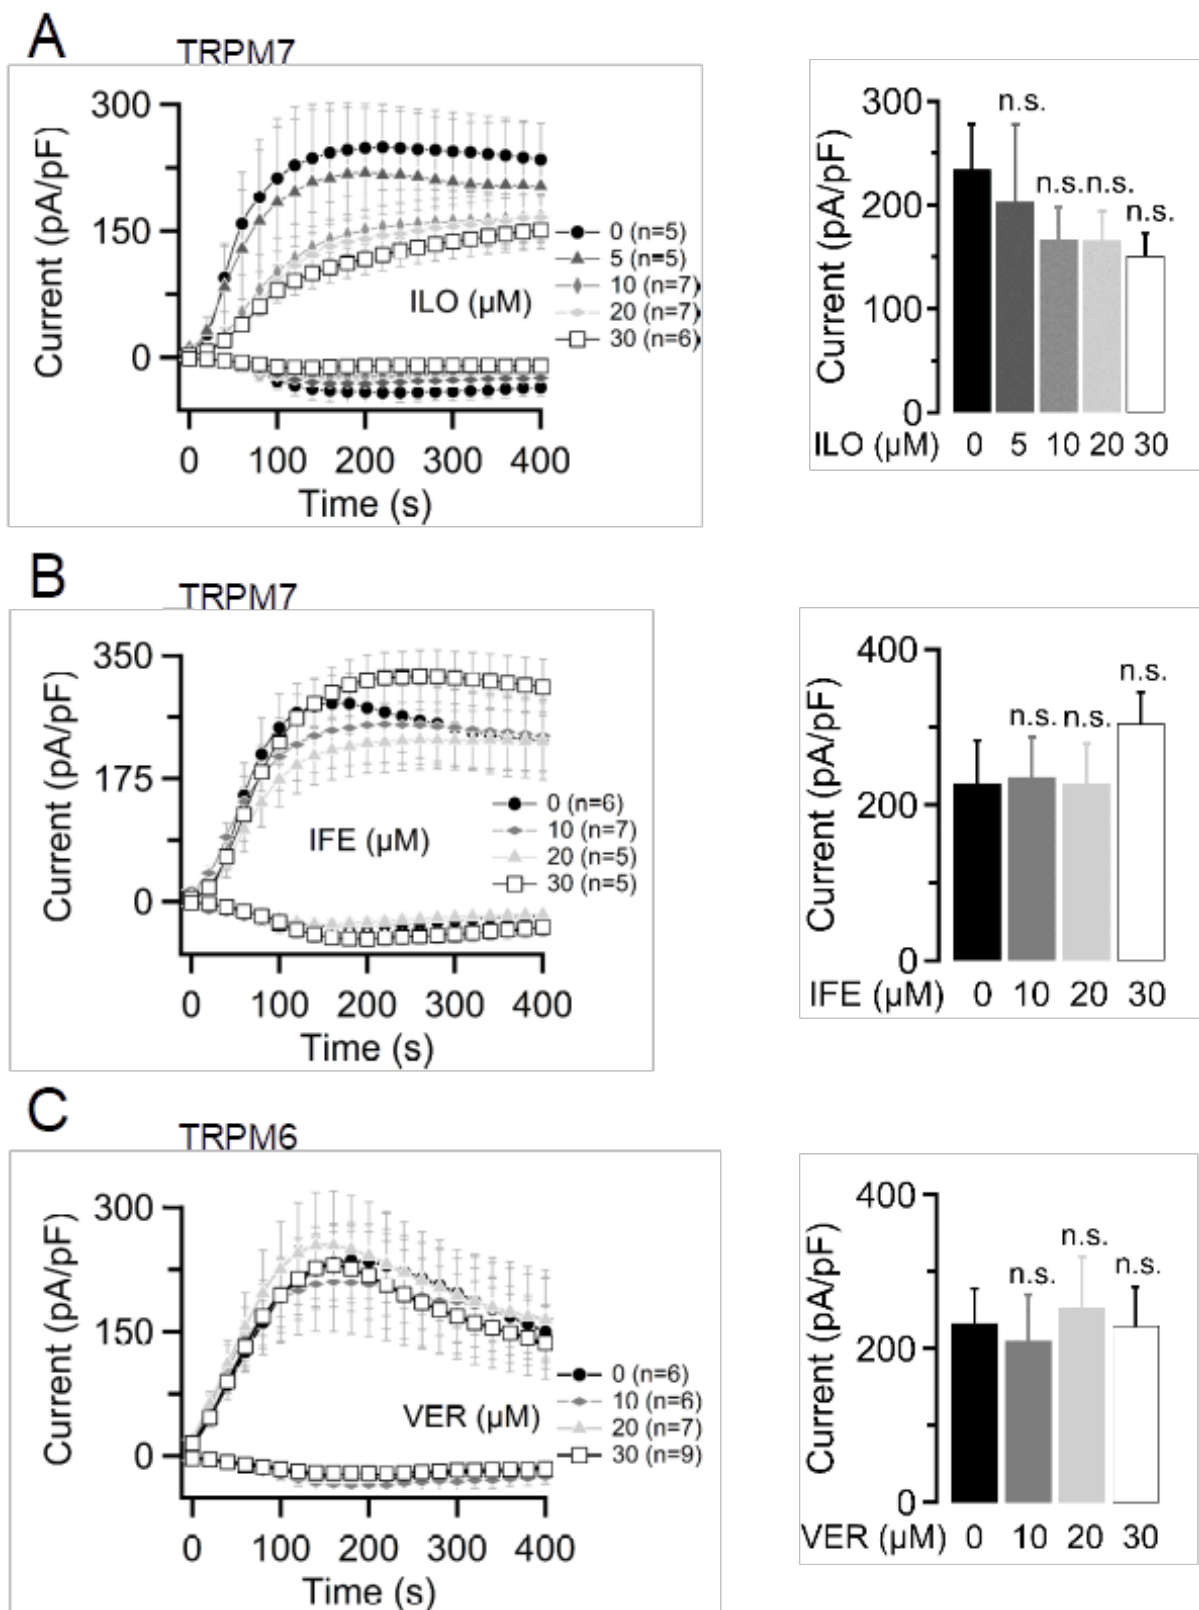 A
TRPM7
Current (pA/pF)
300
150
0
0 (n=5)
5 (n=5)
10 (n=7)
20 (n=7)
30 (n=6)
ILO (µM)
0 100 200 300 400
Time (s)
Current (pA/pF)
300
200
100
0
n.s.
n.s. n.s.
n.s.
ILO (µM) 0 5 10 20 30
B
TRPM7
Current (pA/pF)
350
175
0
0 (n=6)
10 (n=7)
20 (n=5)
30 (n=5)
IFE (µM)
0 100 200 300 400
Time (s)
Current (pA/pF)
400
200
0
n.s. n.s. n.s.
IFE (µM) 0 10 20 30
C
TRPM6
Current (pA/pF)
300
150
0
0 (n=6)
10 (n=6)
20 (n=7)
30 (n=9)
VER (µM)
0 100 200 300 400
Time (s)
Current (pA/pF)
400
200
0
n.s. n.s. n.s.
VER (µM) 0 10 20 30